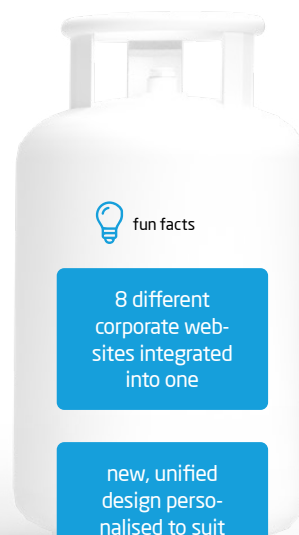 fun facts
8 different
corporate web-
sites integrated
into one
new, unified
design perso-
nalised to suit